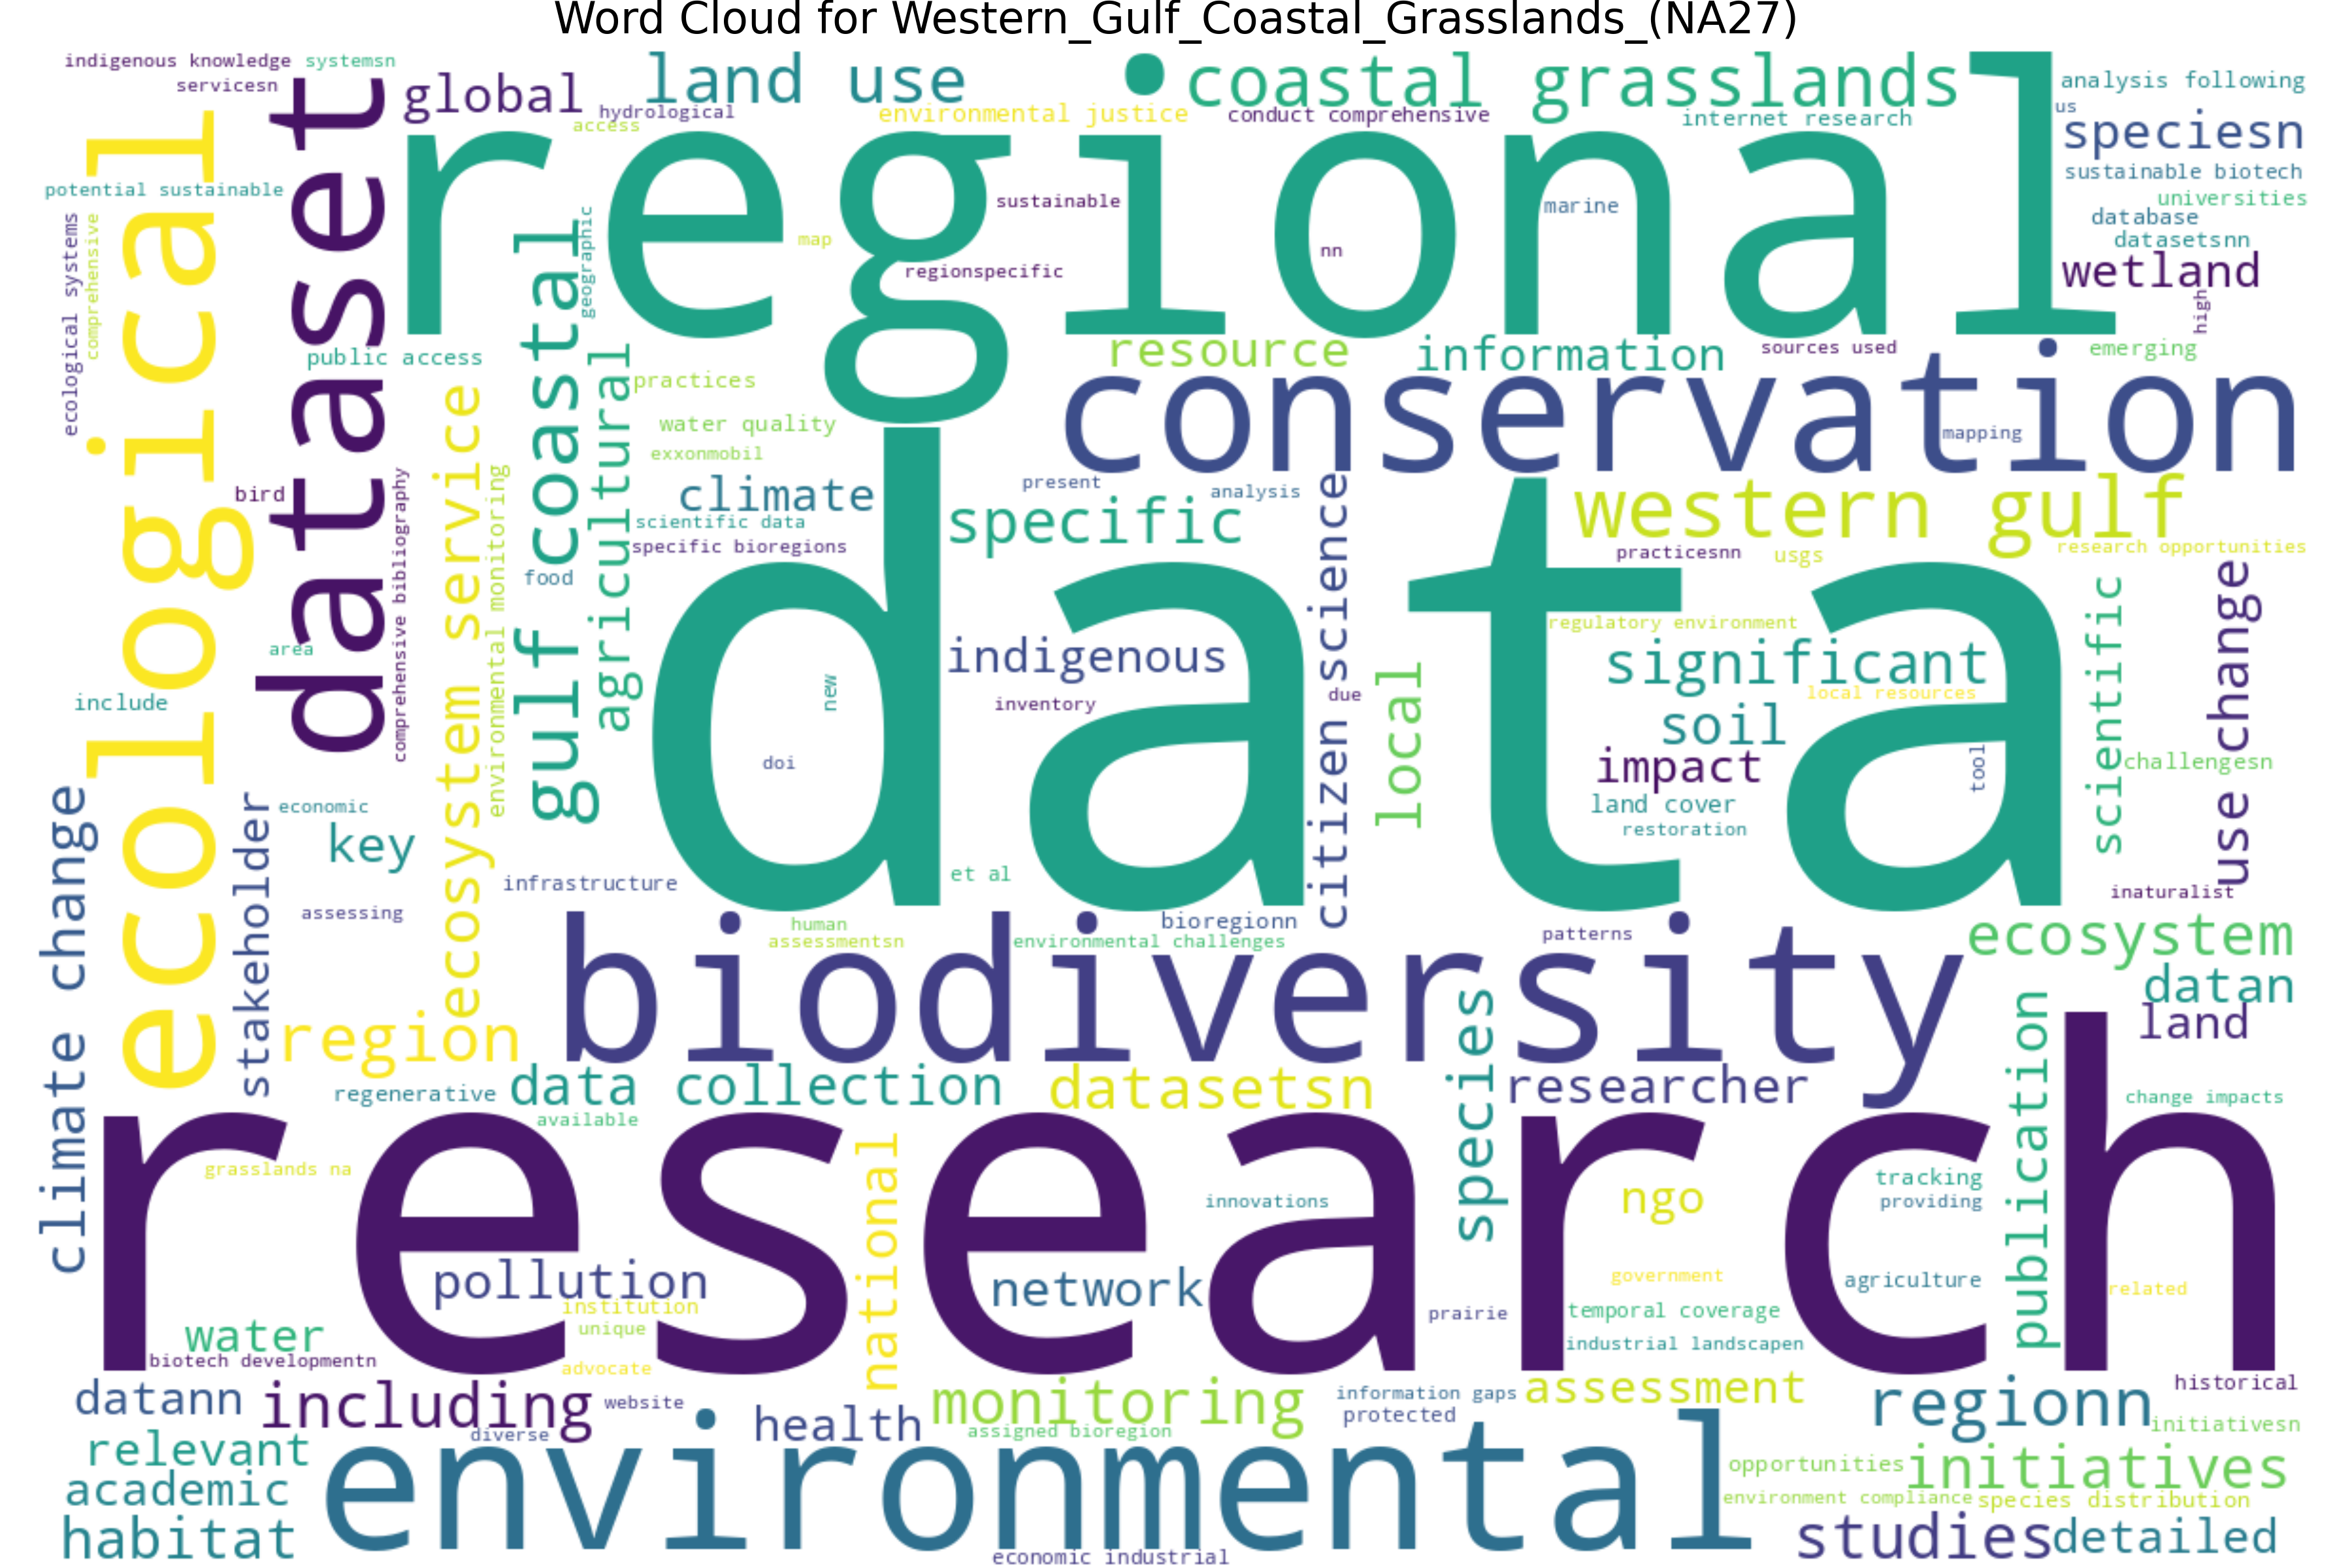 Word Cloud for Western_Gulf_Coastal_Grasslands_(NA27)
indigenous knowledge
systemsn
servicesn
global
land use
hydrological
access
environmental justice
coastal grasslands
conduct comprehensive
internet research
analysis following
us
speciesn
sustainable biotech
universities
database
datasetsnn
wetland
high
potential sustainable
ecological systems
comprehensive
ecological
dataset
regional
geographic
map
sustainable
regionspecific
nn
marine
public access
gulf coastal
agricultural
practices
water quality
exxonmobil
resource
information
sources used
emerging
conservation
mapping
bird
comprehensive bibliography
ecosystem service
environmental monitoring
climate
scientific data
specific bioregions
food
present
analysis
specific
citizen science
western gulf
practicesnn
usgs
research opportunities
data
new
doi
indigenous
inventory
due
local
regulatory environment
significant
local resources
soil
impact
tool
land cover
restoration
scientific
use change
challengesn
inaturalist
area
include
climate change
stakeholder
economic
key
assessing
infrastructure
et al
human
assessmentsn
bioregionn
environmental challenges
patterns
ecosystem
datan
land
biodiversity
region
regenerative
data collection
available
datasetsn
species
researcher
publication
change impacts
research
grasslands na
national
innovations
ngo
tracking
providing
pollution
institution
unique
advocate
network
prairie
government
temporal coverage
industrial landscapen
agriculture
related
water
biotech developmentn
datann
including
website
diverse
health
monitoring
assigned bioregion
information gaps
protected
assessment
regionn
historical
initiativesn
relevant
academic
habitat
environmental
economic industrial
opportunities
initiatives
environment compliance
species distribution
studies
detailed